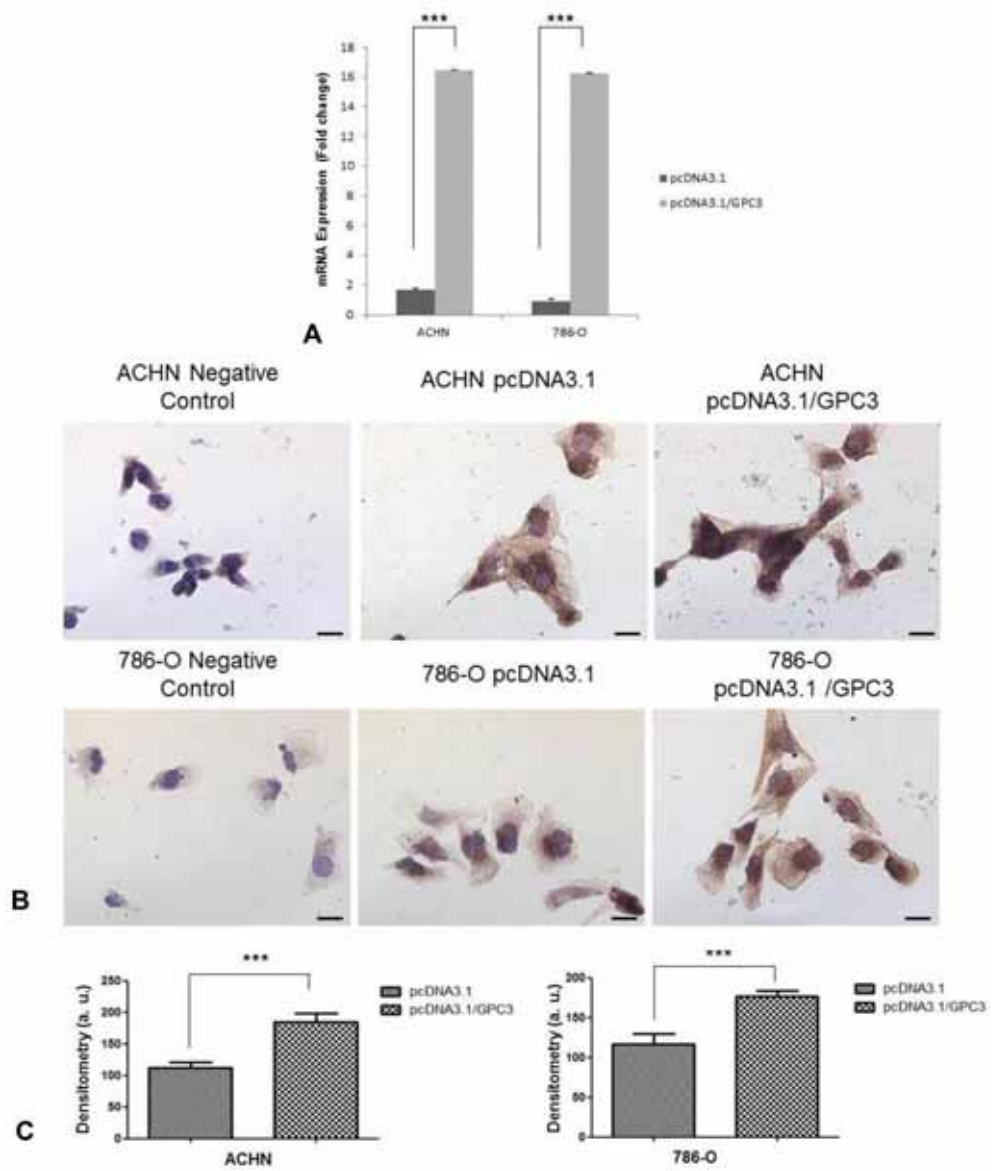 ***
***
mRNA Expression (Fold change)
18
16
14
12
10
8
6
4
2
0
ACHN
786-O
pcDNA3.1
pcDNA3.1/GPC3
A
ACHN Negative
Control
ACHN pcDNA3.1
ACHN
pcDNA3.1/GPC3
786-O Negative
Control
786-O pcDNA3.1
786-O
pcDNA3.1 /GPC3
B
***
Densitometry (a. u.)
250
200
150
100
50
0
pcDNA3.1
pcDNA3.1/GPC3
ACHN
***
Densitometry (a. u.)
200
150
100
50
0
pcDNA3.1
pcDNA3.1/GPC3
786-O
C